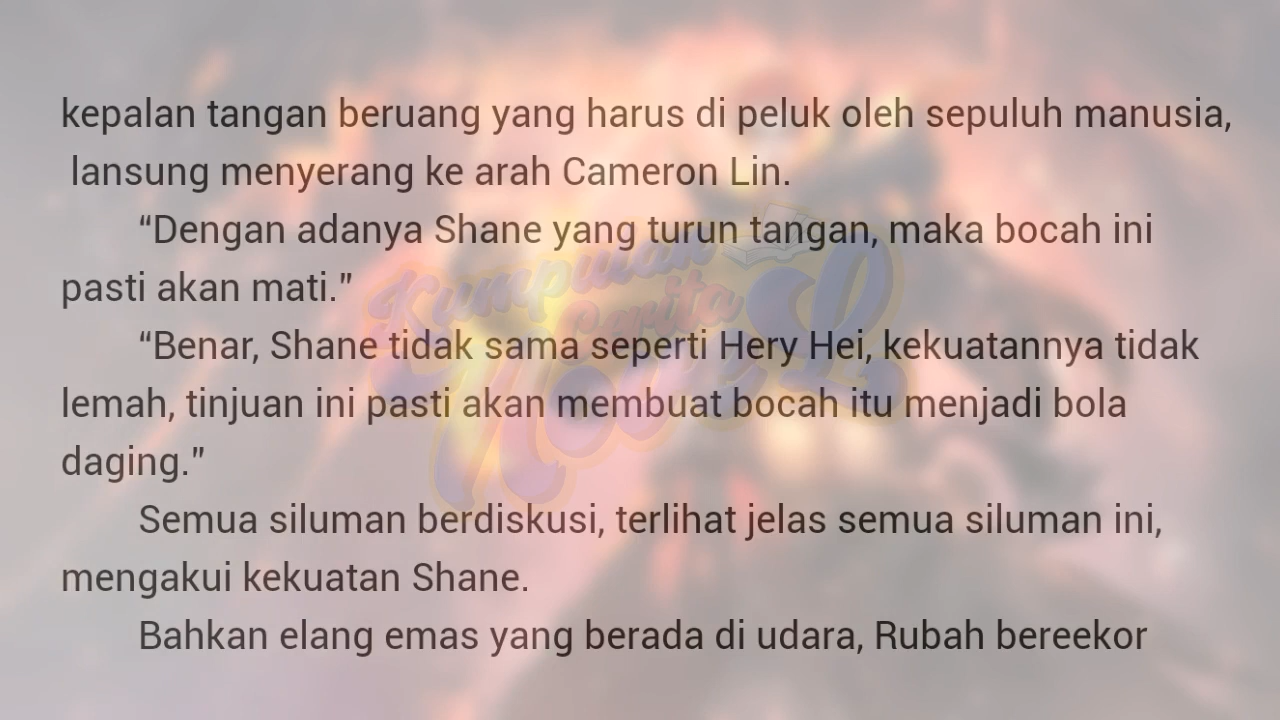 kepalan tangan beruang yang harus di peluk oleh sepuluh manusia,
lansung menyerang ke arah Cameron Lin.
“Dengan adanya Shane yang turun tangan, maka bocah ini
pasti akan mati.”
“Benar, Shane tidak sama seperti Hery Hei, kekuatannya tidak
lemah, tinjuan ini pasti akan membuat bocah itu menjadi bola
daging.”
Semua siluman berdiskusi, terlihat jelas semua siluman ini,
mengakui kekuatan Shane.
Bahkan elang emas yang berada di udara, Rubah bereekor
Kumpulan
cerita
Novel